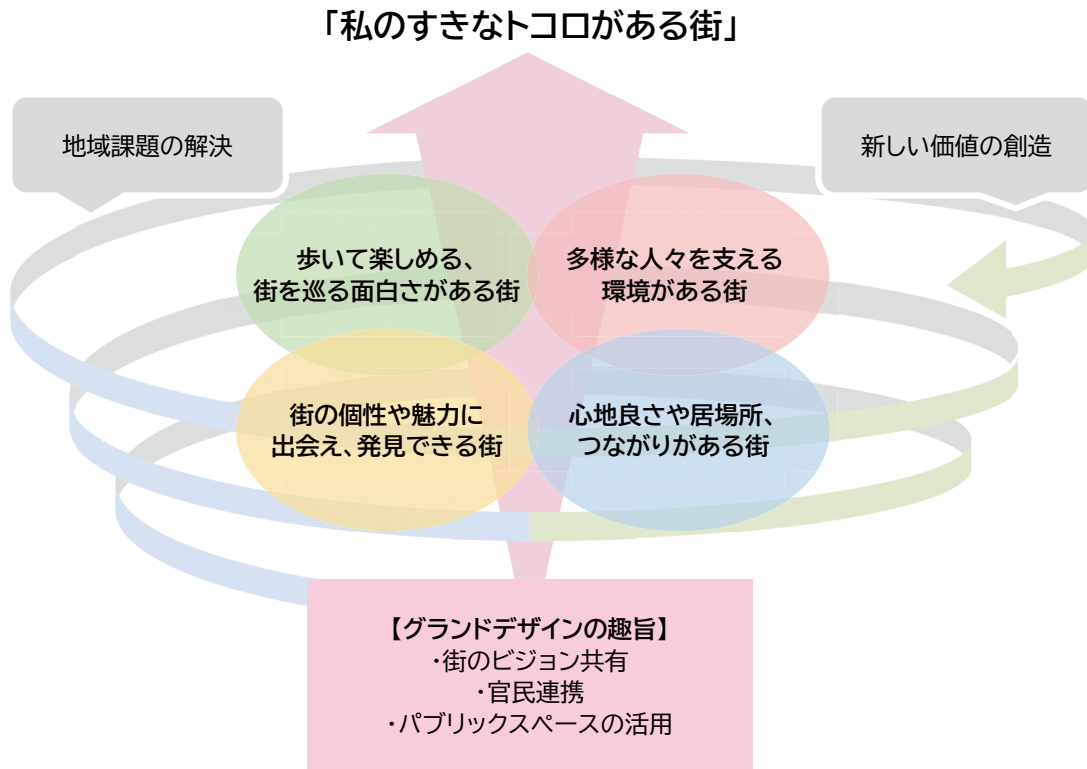 「私のすきなトコロがある街」
地域課題の解決
新しい価値の創造
歩いて楽しめる、
街を巡る面白さがある街
多様な人々を支える
環境がある街
街の個性や魅力に
出会え、発見できる街
心地良さや居場所、
つながりがある街
【グランドデザインの趣旨】
・街のビジョン共有
・官民連携
・パブリックスペースの活用